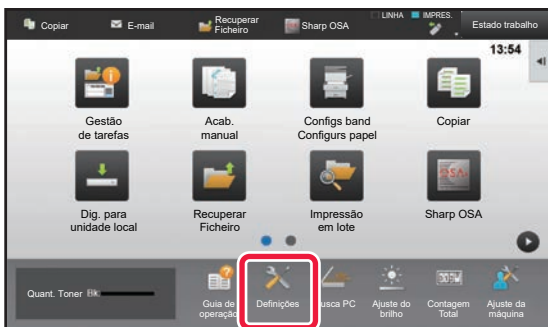 Copiar
E-mail
Recuperar
Ficheiro
Sharp OSA
LINHA
IMPRES.
Estado trabalho
13:54
Gestão
de tarefas
Acab.
manual
Configs band
Configurs papel
Copiar
Dig. para
unidade local
Recuperar
Ficheiro
Impressão
em lote
Sharp OSA
Quant. Toner Bk
Guia de
operação
Definições
usca PC
Ajuste do
brilho
Contagem
Total
Ajuste da
máquina